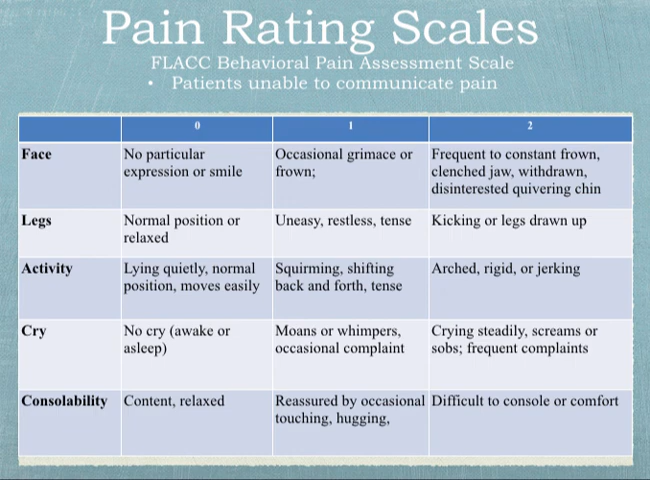 Pain Rating Scales
FLACC Behavioral Pain Assessment Scale
• Patients unable to communicate pain
0 1 2
Face No particular Occasional grimace or Frequent to constant frown,
expression or smile frown; clenched jaw, withdrawn,
disinterested quivering chin
Legs Normal position or Uneasy, restless, tense Kicking or legs drawn up
relaxed
Activity Lying quietly, normal Squirming, shifting Arched, rigid, or jerking
position, moves easily back and forth, tense
Cry No cry (awake or Moans or whimpers, Crying steadily, screams or
asleep) occasional complaint sobs; frequent complaints
Consolability Content, relaxed Reassured by occasional Difficult to console or comfort
touching, hugging,